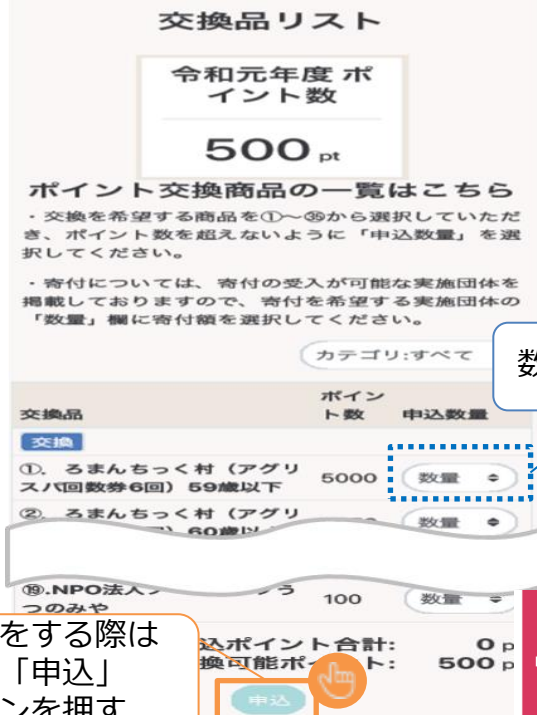 交換品リスト
令和元年度 ポ
イント数
500 pt
ポイント交換商品の一覧はこちら
・交換を希望する商品を①〜㊴から選択していただ
き、ポイント数を超えないように「申込数量」を選
択してください。
・寄付については、寄付の受入が可能な実施団体を
掲載しておりますので、寄付を希望する実施団体の
「数量」欄に寄付額を選択してください。
カテゴリ:すべて
数
交換品 ポイン
ト数 申込数量
交換
①. ろまんちっく村（アグリ
スパ回数券6回）59歳以下 5000 数量
②. ろまんちっく村（アグリ
数量
⑲.NPO法人
つのみや 100 数量
をする際は
「申込」
ンを押す
込ポイント合計: 0 p
換可能ポイント: 500 p
申込